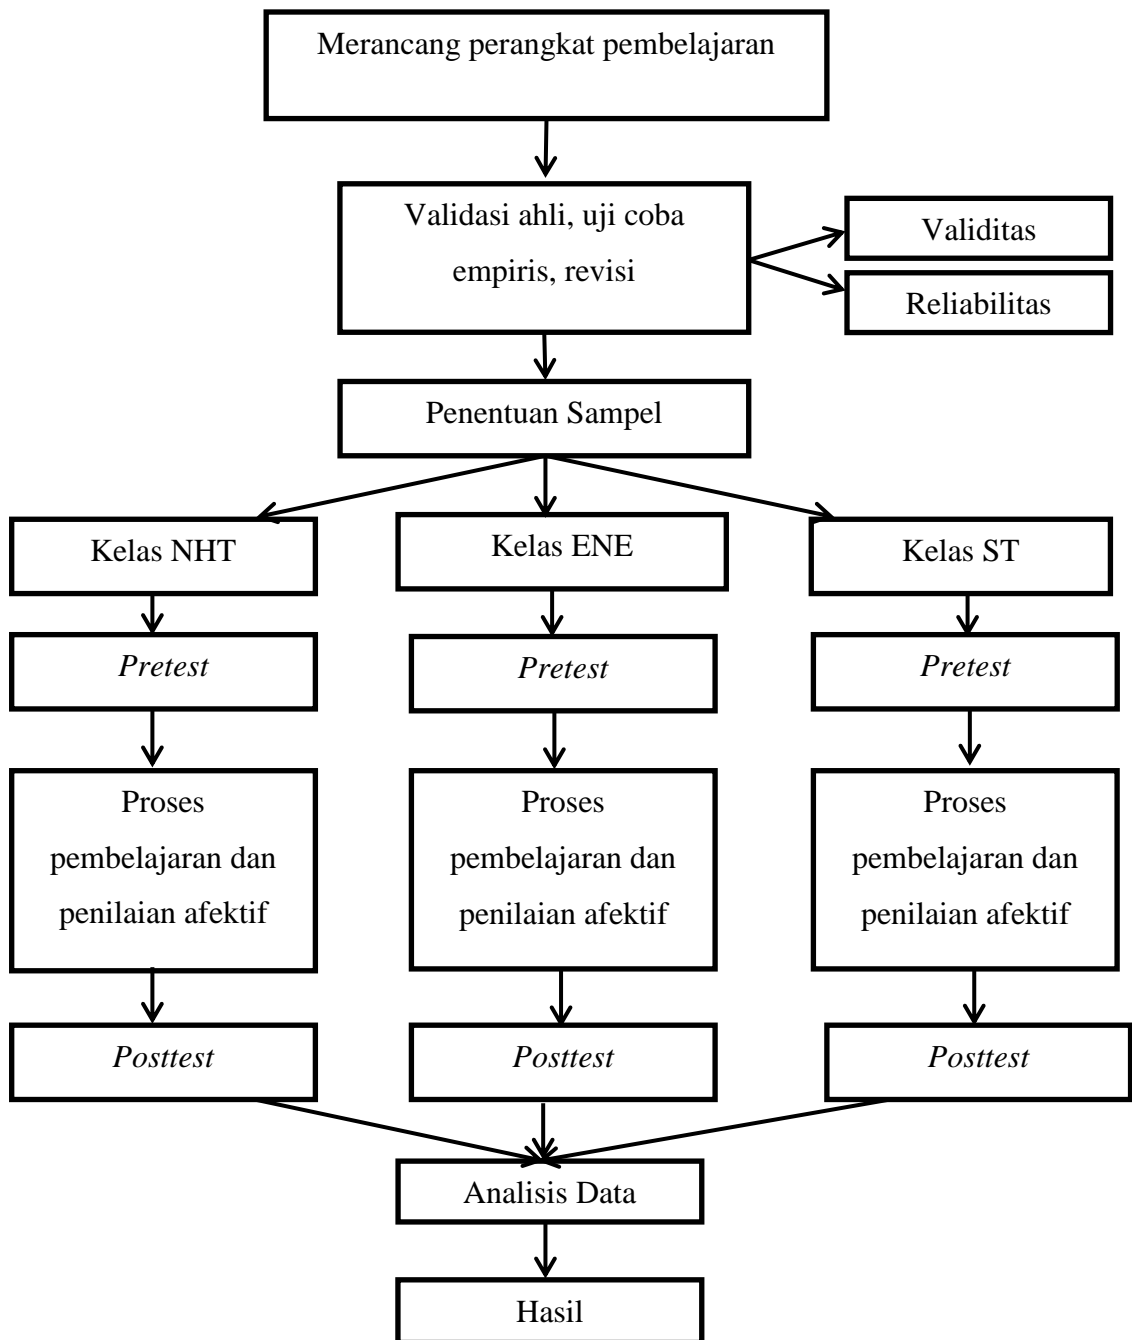 Merancang perangkat pembelajaran
Validasi ahli, uji coba
empiris, revisi
Validitas
Reliabilitas
Penentuan Sampel
Kelas NHT
Kelas ENE
Kelas ST
Pretest
Pretest
Pretest
Proses
pembelajaran dan
penilaian afektif
Proses
pembelajaran dan
penilaian afektif
Proses
pembelajaran dan
penilaian afektif
Posttest
Posttest
Posttest
Analisis Data
Hasil